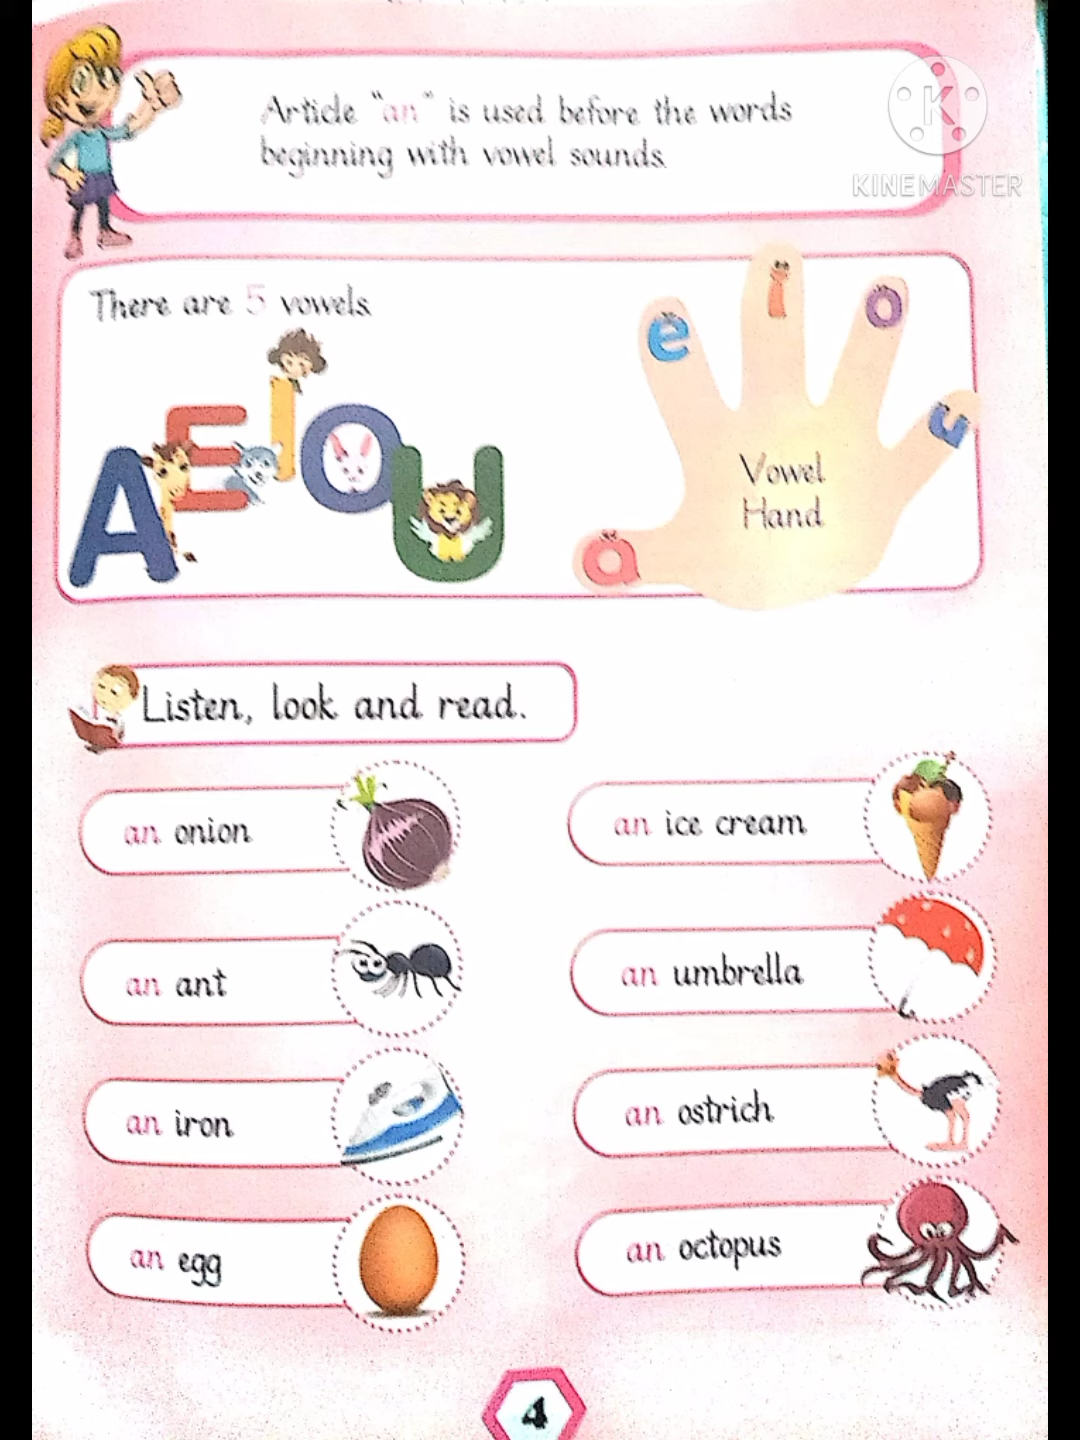 Article "an" is used before the words
beginning with vowel sounds.
KINEMASTER
There are 5 vowels
A E I O U
a e i o u
Vowel
Hand
Listen, look and read.
an onion
an ice cream
an ant
an umbrella
an iron
an ostrich
an egg
an octopus
4